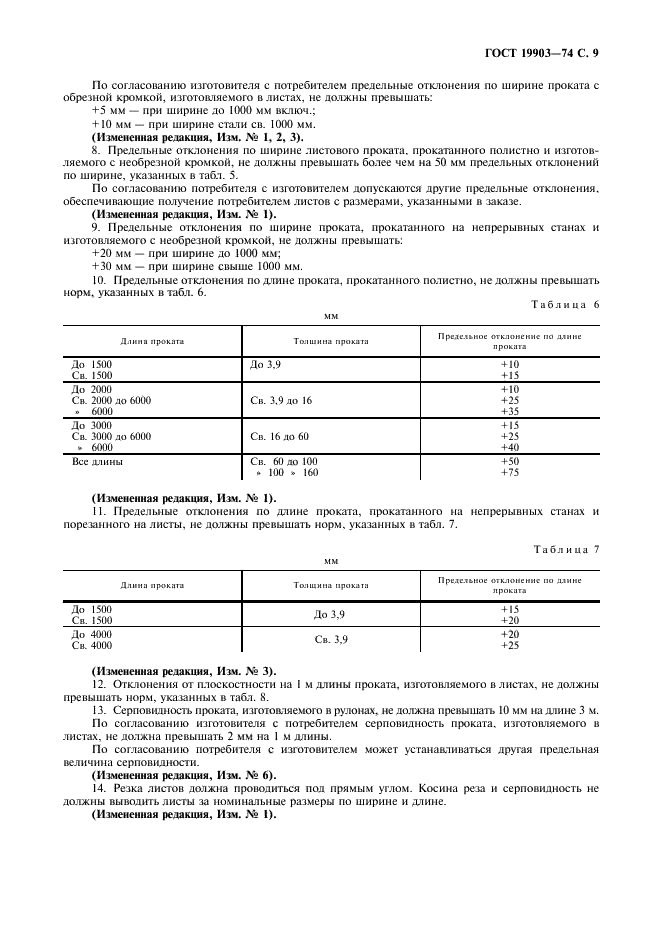 ГОСТ 19903—74 С. 9
По согласованию изготовителя с потребителем предельные отклонения по ширине проката с
обрезной кромкой, изготовляемого в листах, не должны превышать:
+5 мм — при ширине до 1000 мм включ.;
+10 мм — при ширине стали св. 1000 мм.
(Измененная редакция, Изм. № 1, 2, 3).
8. Предельные отклонения по ширине листового проката, прокатанного полистно и изготов-
ляемого с необрезной кромкой, не должны превышать более чем на 50 мм предельных отклонений
по ширине, указанных в табл. 5.
По согласованию потребителя с изготовителем допускаются другие предельные отклонения,
обеспечивающие получение потребителем листов с размерами, указанными в заказе.
(Измененная редакция, Изм. № 1).
9. Предельные отклонения по ширине проката, прокатанного на непрерывных станах и
изготовляемого с необрезной кромкой, не должны превышать:
+20 мм — при ширине до 1000 мм;
+30 мм — при ширине свыше 1000 мм.
10. Предельные отклонения по длине проката, прокатанного полистно, не должны превышать
норм, указанных в табл. 6.
Таблица 6
мм
Длина проката Толщина проката Предельное отклонение по длине
проката
До 1500 До 3,9 +10
Св. 1500 +15
До 2000 +10
Св. 2000 до 6000 Св. 3,9 до 16 +25
» 6000 +35
До 3000 +15
Св. 3000 до 6000 Св. 16 до 60 +25
» 6000 +40
Все длины Св. 60 до 100 +50
» 100 » 160 +75
(Измененная редакция, Изм. № 1).
11. Предельные отклонения по длине проката, прокатанного на непрерывных станах и
порезанного на листы, не должны превышать норм, указанных в табл. 7.
Таблица 7
мм
Длина проката Толщина проката Предельное отклонение по длине
проката
До 1500 До 3,9 +15
Св. 1500 +20
До 4000 Св. 3,9 +20
Св. 4000 +25
(Измененная редакция, Изм. № 3).
12. Отклонения от плоскостности на 1 м длины проката, изготовляемого в листах, не должны
превышать норм, указанных в табл. 8.
13. Серповидность проката, изготовляемого в рулонах, не должна превышать 10 мм на длине 3 м.
По согласованию изготовителя с потребителем серповидность проката, изготовляемого в
листах, не должна превышать 2 мм на 1 м длины.
По согласованию потребителя с изготовителем может устанавливаться другая предельная
величина серповидности.
(Измененная редакция, Изм. № 6).
14. Резка листов должна проводиться под прямым углом. Косина реза и серповидность не
должны выводить листы за номинальные размеры по ширине и длине.
(Измененная редакция, Изм. № 1).